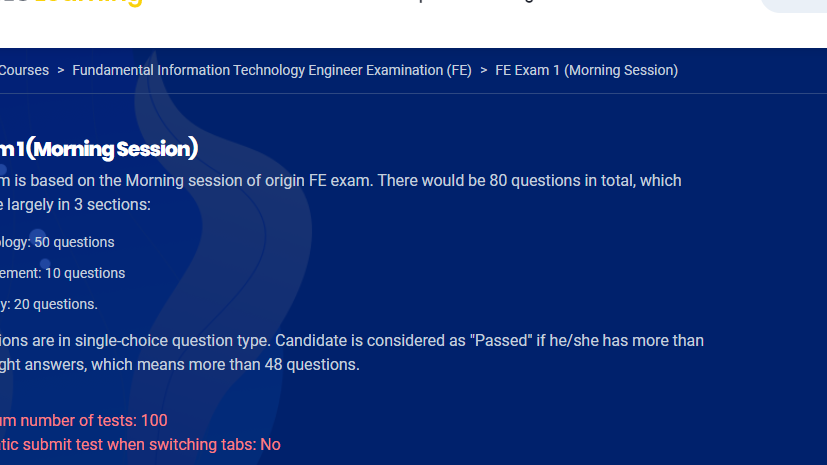 Learning
Courses > Fundamental Information Technology Engineer Examination (FE) > FE Exam 1 (Morning Session)
m 1 (Morning Session)
m is based on the Morning session of origin FE exam. There would be 80 questions in total, which
e largely in 3 sections:
logy: 50 questions
ement: 10 questions
y: 20 questions.
ions are in single-choice question type. Candidate is considered as "Passed" if he/she has more than
ght answers, which means more than 48 questions.
um number of tests: 100
tic submit test when switching tabs: No